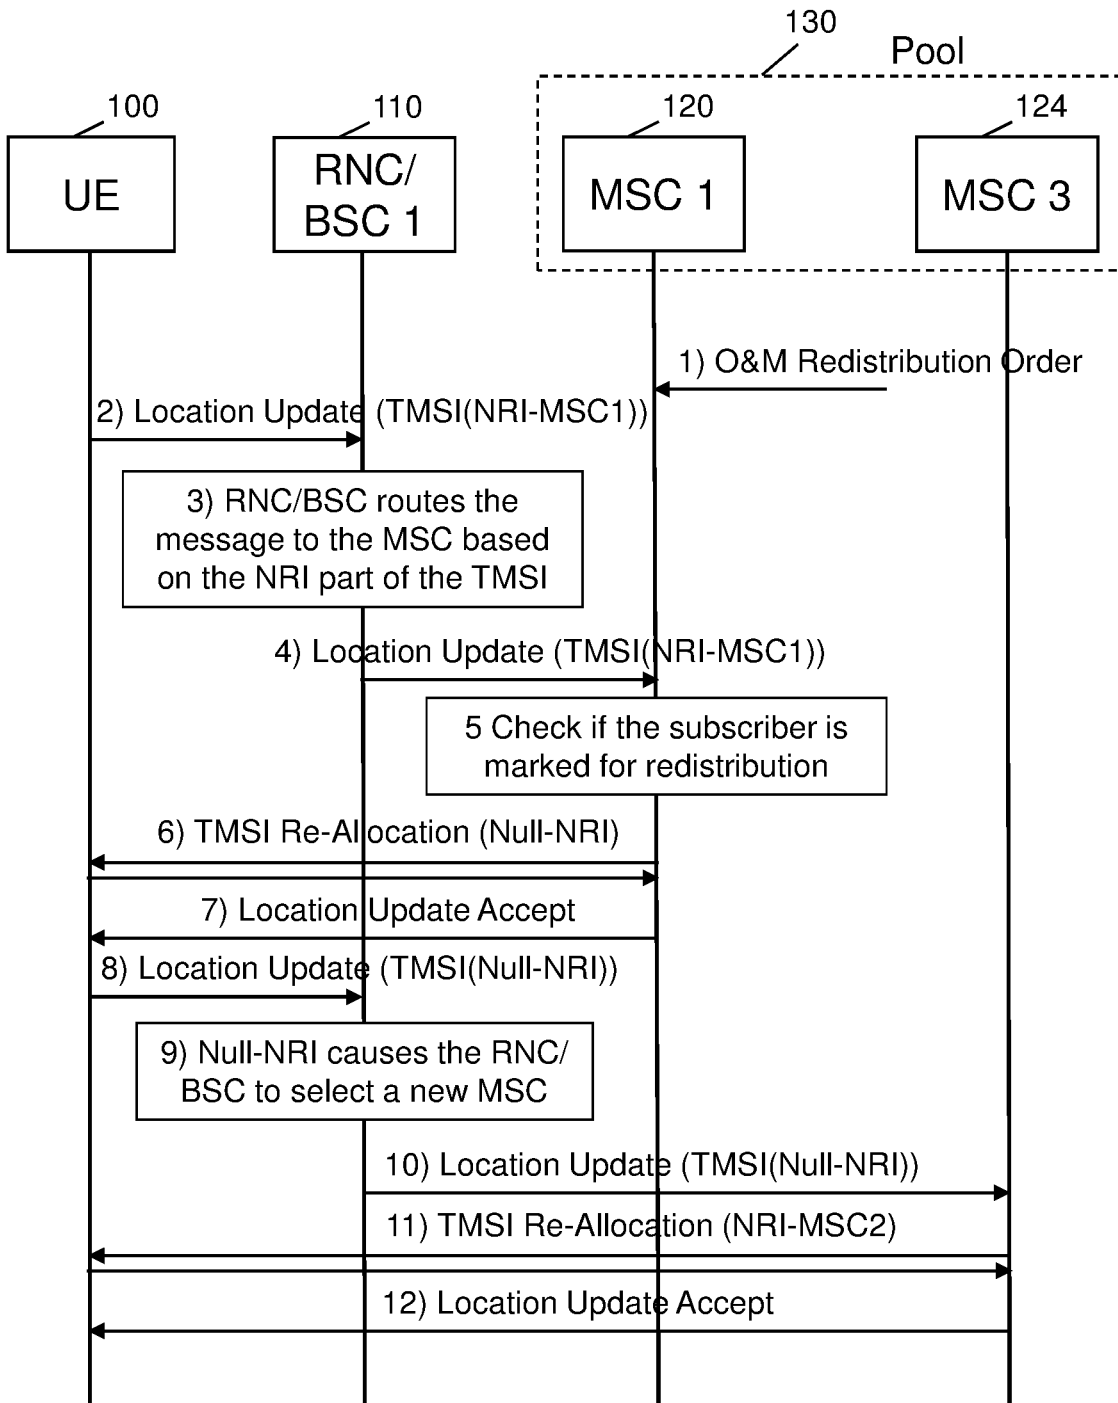 130
Pool
100
110
120
124
UE
RNC/
BSC 1
MSC 1
MSC 3
1) O&M Redistribution Order
2) Location Update (TMSI(NRI-MSC1))
3) RNC/BSC routes the
message to the MSC based
on the NRI part of the TMSI
4) Location Update (TMSI(NRI-MSC1))
5 Check if the subscriber is
marked for redistribution
6) TMSI Re-Allocation (Null-NRI)
7) Location Update Accept
8) Location Update (TMSI(Null-NRI))
9) Null-NRI causes the RNC/
BSC to select a new MSC
10) Location Update (TMSI(Null-NRI))
11) TMSI Re-Allocation (NRI-MSC2)
12) Location Update Accept